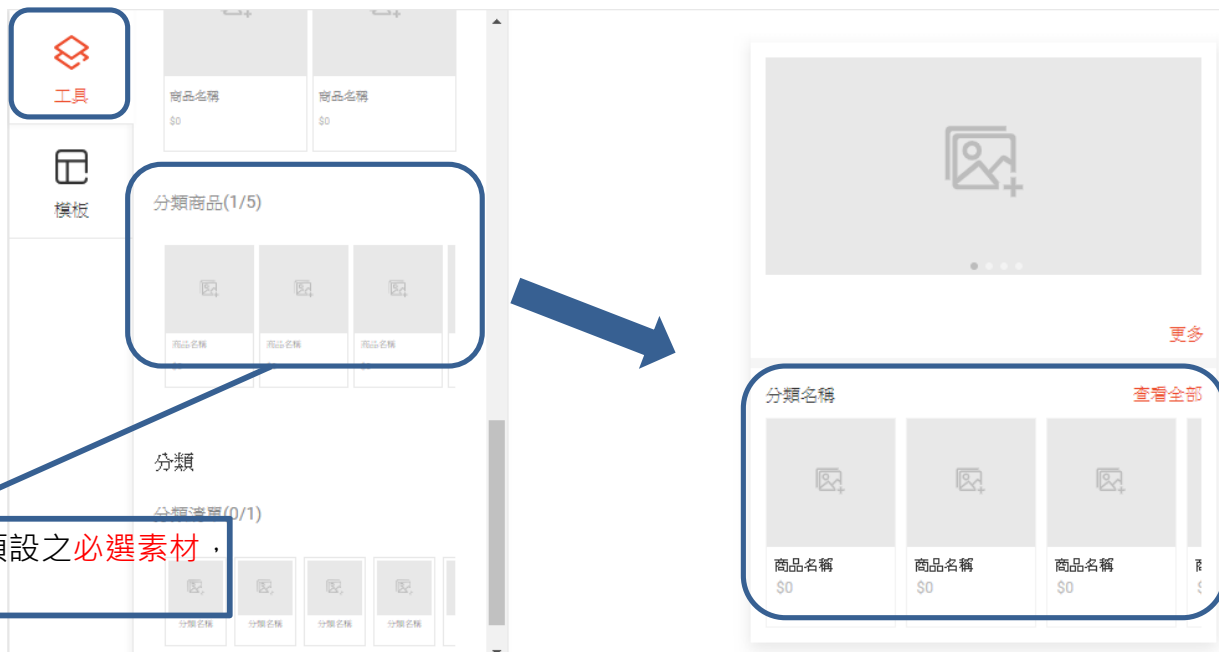 工具
模板
商品名稱
$0
商品名稱
$0
分類商品(1/5)
商品名稱
商品名稱
商品名稱
$0
$0
$0
分類
分類清單(0/1)
設之必選素材，
分類名稱
分類名稱
分類名稱
分類名稱
更多
分類名稱
查看全部
商品名稱
$0
商品名稱
$0
商品名稱
$0